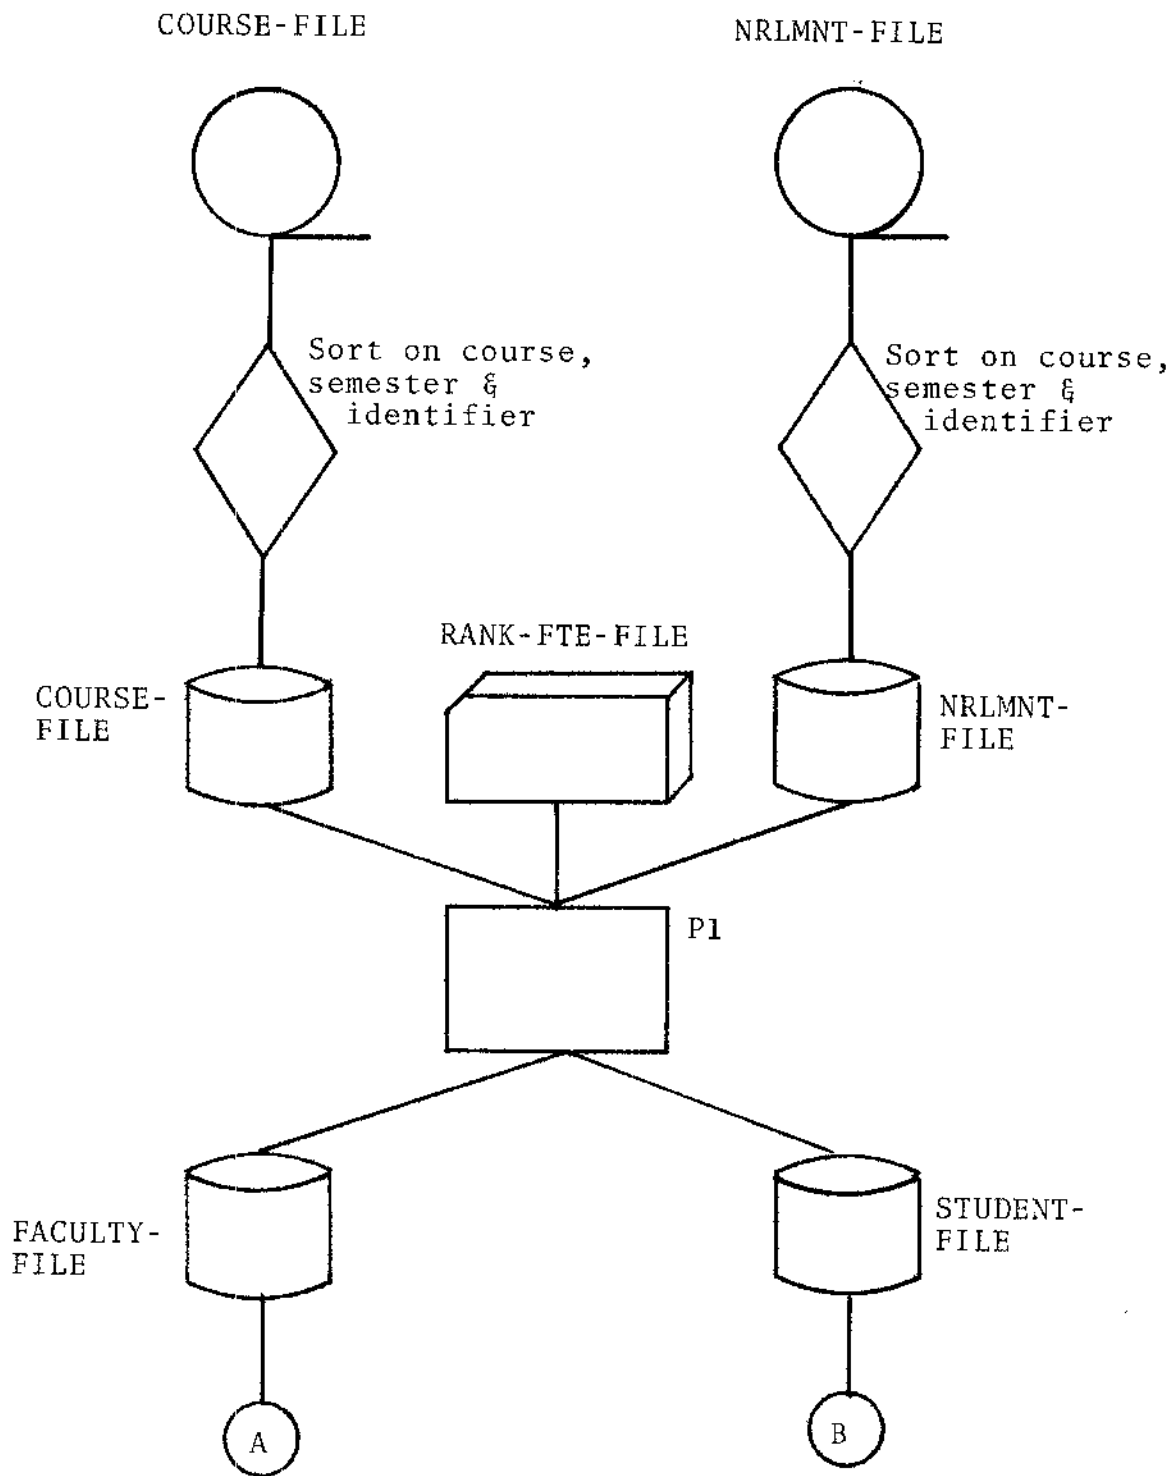 COURSE-FILE
NRLMNT-FILE
Sort on course,
semester &
identifier
Sort on course,
semester &
identifier
RANK-FTE-FILE
COURSE-
FILE
NRLMNT-
FILE
P1
FACULTY-
FILE
STUDENT-
FILE
A
B